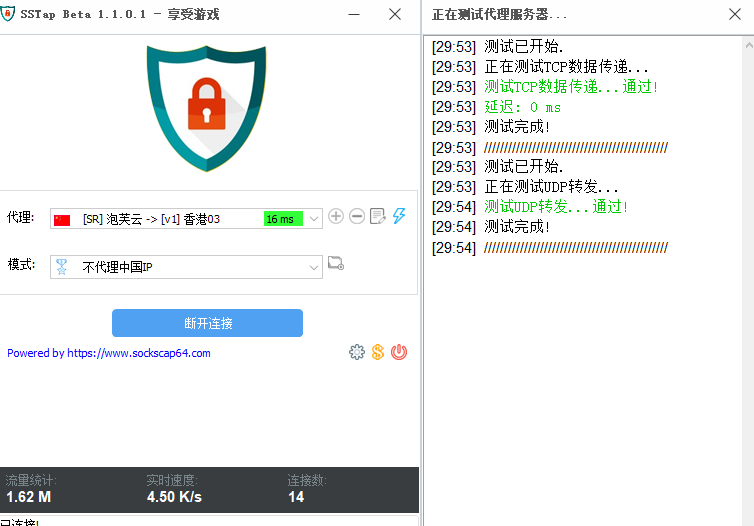 SSTap Beta 1.1.0.1 - 享受游戏
代理:
[SR] 泡芙云 -> [v1] 香港03
16 ms
模式:
不代理中国IP
断开连接
Powered by https://www.sockscap64.com
流量统计:
实时速度:
连接数:
1.62 M
4.50 K/s
14
已连接!
正在测试代理服务器...
[29:53] 测试已开始.
[29:53] 正在测试TCP数据传递...
[29:53] 测试TCP数据传递...通过!
[29:53] 延迟: 0 ms
[29:53] 测试完成!
[29:53] //////////////////////////////////////////////
[29:53] 测试已开始.
[29:53] 正在测试UDP转发...
[29:54] 测试UDP转发...通过!
[29:54] 测试完成!
[29:54] //////////////////////////////////////////////